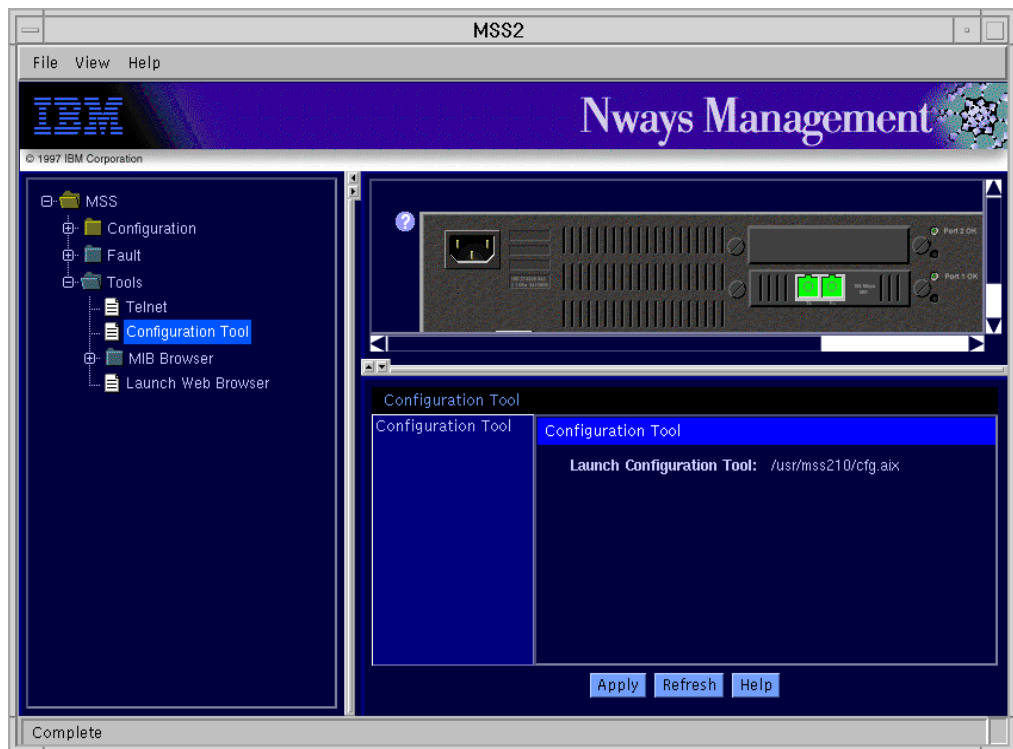 MSS2
File View Help
IBM
Nways Management
© 1997 IBM Corporation
MSS
Configuration
Fault
Tools
Telnet
Configuration Tool
MIB Browser
Launch Web Browser
?
Port 2 OK
Port 1 OK
Configuration Tool
Configuration Tool
Configuration Tool
Launch Configuration Tool: /usr/mss210/cfg.aix
Apply Refresh Help
Complete